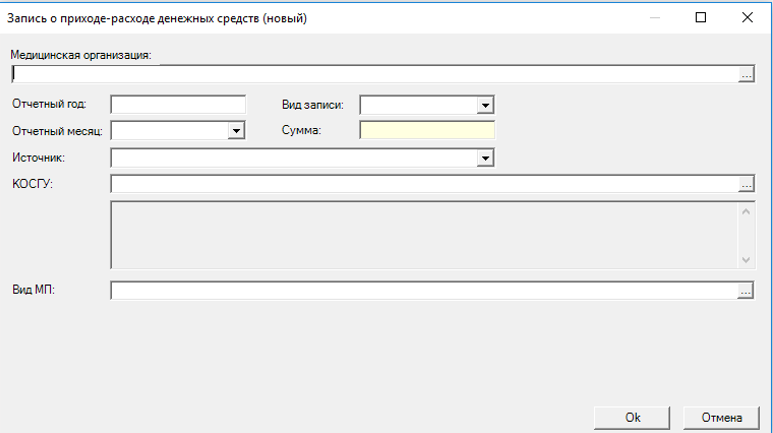 Запись о приходе-расходе денежных средств (новый)
Медицинская организация:
...
Отчетный год:
Вид записи:
Отчетный месяц:
Сумма:
Источник:
КОСГУ:
...
Вид МП:
...
Ok
Отмена